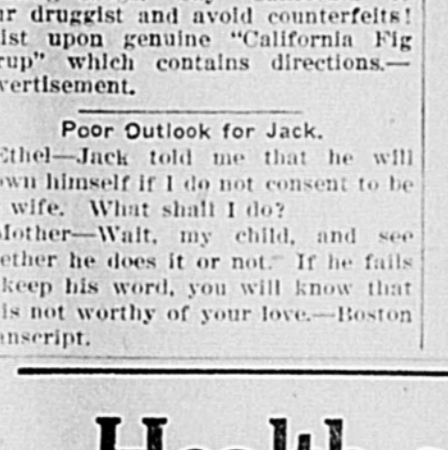 r druggist and avoid counterfeits!
ist upon genuine "California Fig
rup" which contains directions.—
vertisement.
Poor Outlook for Jack.
Ethel—Jack told me that he will
own himself if I do not consent to be
wife. What shall I do?
Mother—Wait, my child, and see
ether he does it or not. If he fails
keep his word, you will know that
is not worthy of your love.—Boston
anscript.